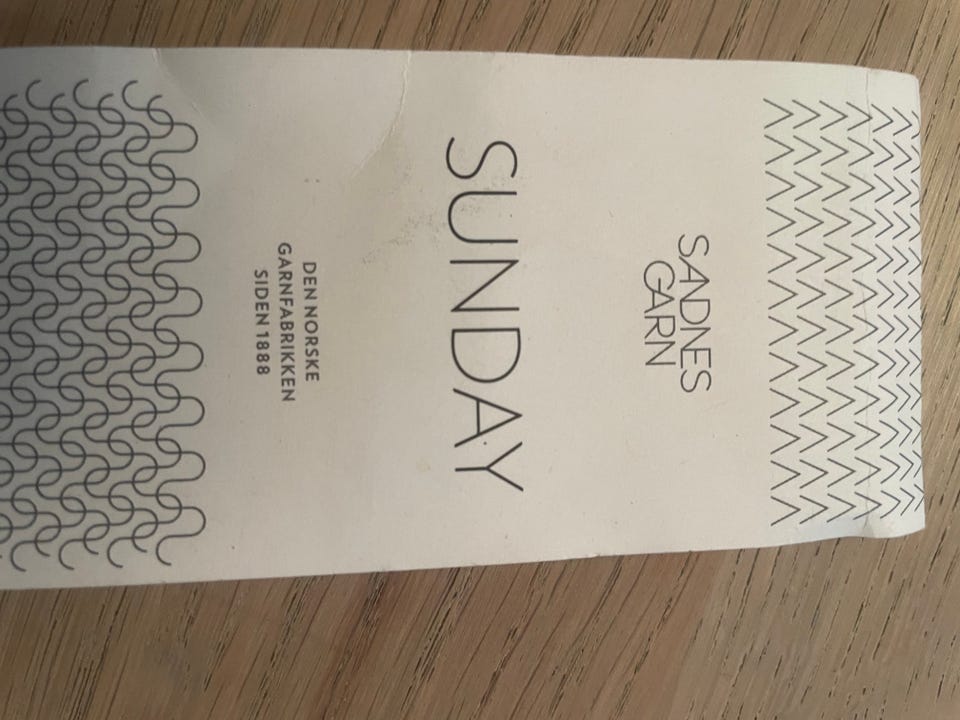 SANDNES
GARN
SUNDAY
DEN NORSKE
GARNFABRIKKEN
SIDEN 1888